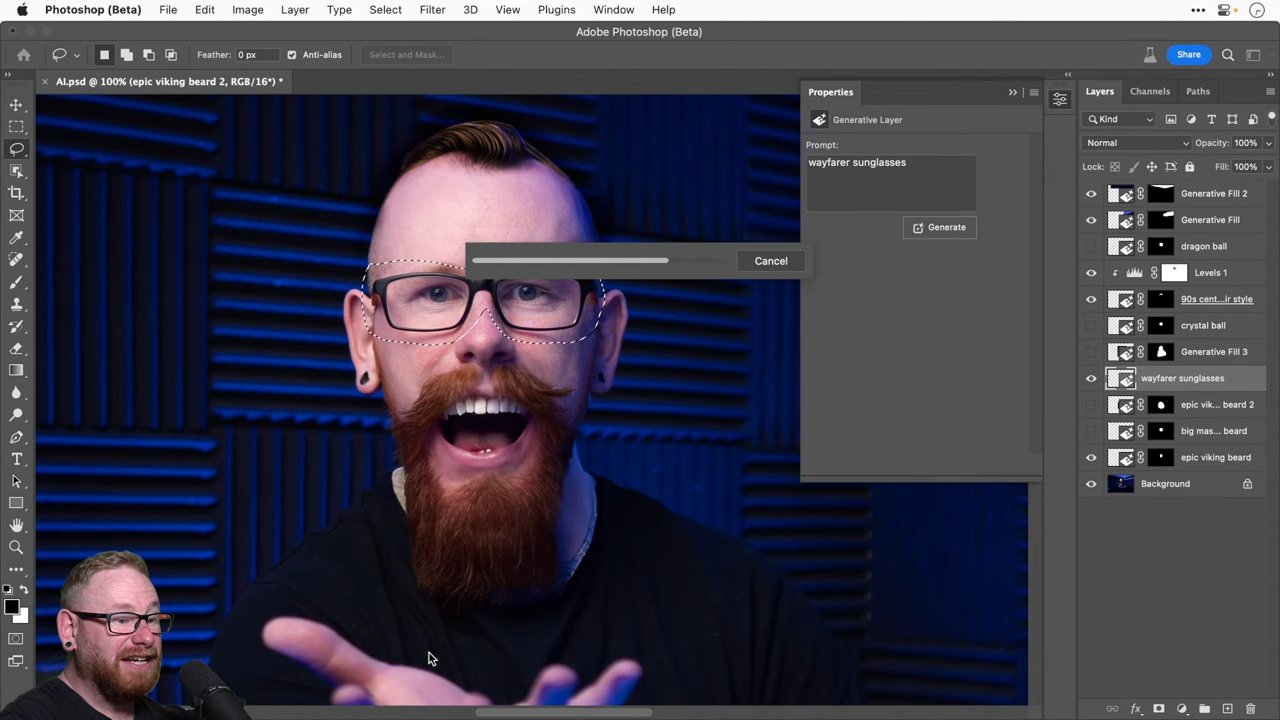 Photoshop (Beta) File Edit Image Layer Type Select Filter 3D View Plugins Window Help
Adobe Photoshop (Beta)
Feather: 0 px Anti-alias Select and Mask... Share
AI.psd @ 100% (epic viking beard 2, RGB/16*) *
Properties
Generative Layer
Prompt:
wayfarer sunglasses
Generate
Cancel
Layers Channels Paths
Kind
Normal Opacity: 100%
Lock: Fill: 100%
Generative Fill 2
Generative Fill
dragon ball
Levels 1
90s cent...ir style
crystal ball
Generative Fill 3
wayfarer sunglasses
epic vik... beard 2
big mas... beard
epic viking beard
Background